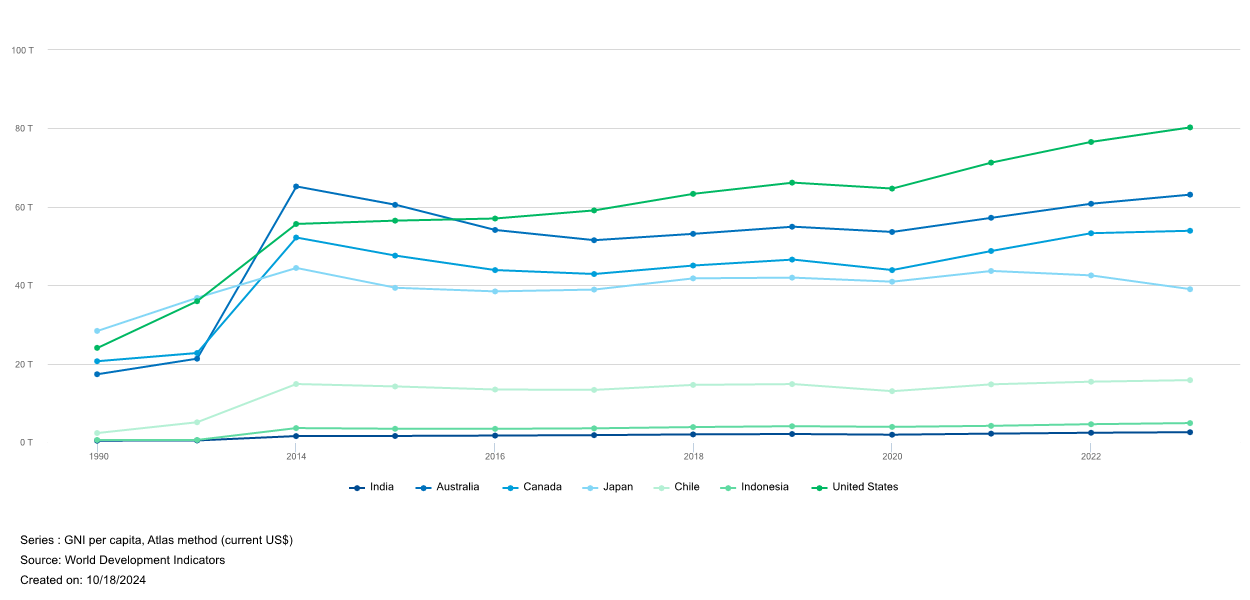 100 T
80 T
60 T
40 T
20 T
0 T
1990 2014 2016 2018 2020 2022
India Australia Canada Japan Chile Indonesia United States
Series : GNI per capita, Atlas method (current US$)
Source: World Development Indicators
Created on: 10/18/2024